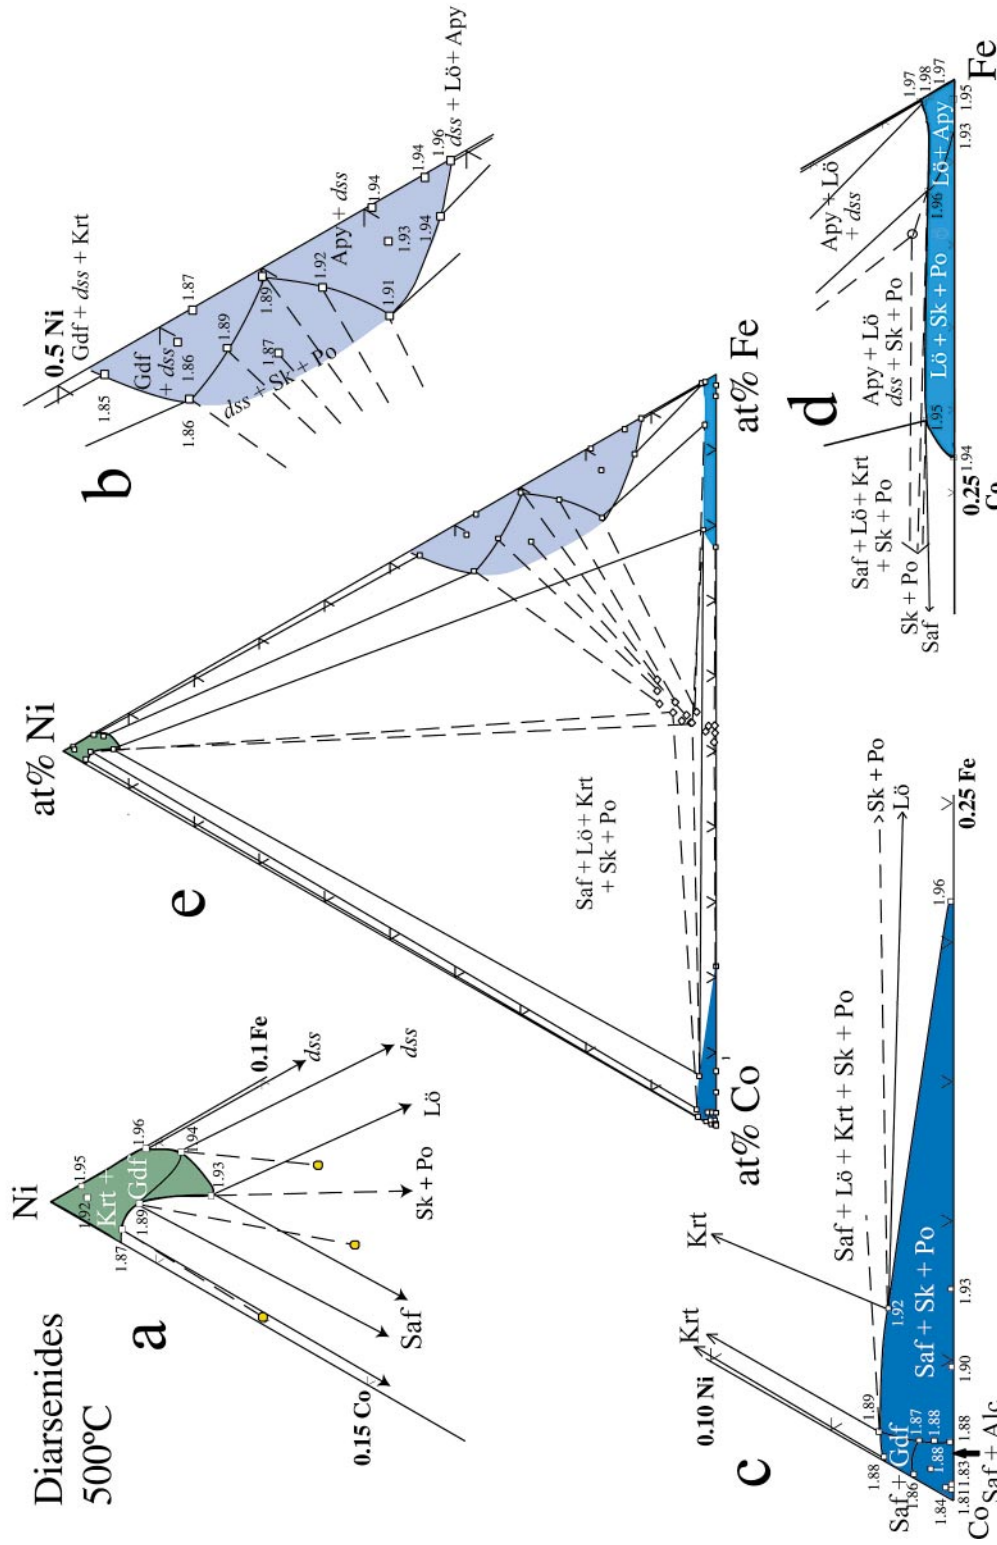 Diarsenides
500°C
a
Ni
1.95
1.92
Krt +
Gdf
1.96
1.94
1.93
1.89
1.87
0.1Fe
dss
dss
Lö
Sk + Po
Saf
0.15 Co
b
0.5 Ni
Gdf + dss + Krt
1.85
1.87
Gdf
+ dss
1.86
1.86
1.89
1.89
1.87
dss + Sk + Po
1.92
1.91
Apy + dss
1.94
1.93
1.94
1.94
1.96
dss + Lö + Apy
e
at% Ni
at% Co
at% Fe
Saf + Lö + Krt
+ Sk + Po
c
0.10 Ni
Krt
Krt
Saf + Lö + Krt + Sk + Po
Sk + Po
Lö
1.89
1.88
1.92
Saf + Gdf
1.86
1.87
1.88
1.88
1.84
1.81
1.83
1.88
1.90
1.93
1.96
Saf + Sk + Po
0.25 Fe
Co
Saf + Alc
d
Apy + Lö
+ dss
1.97
1.98
1.97
Fe
1.95
1.93
Lö + Apy
1.96
Apy + Lö
dss + Sk + Po
Lö + Sk + Po
1.95
1.94
Saf + Lö + Krt
+ Sk + Po
Sk + Po
Saf
0.25
Co